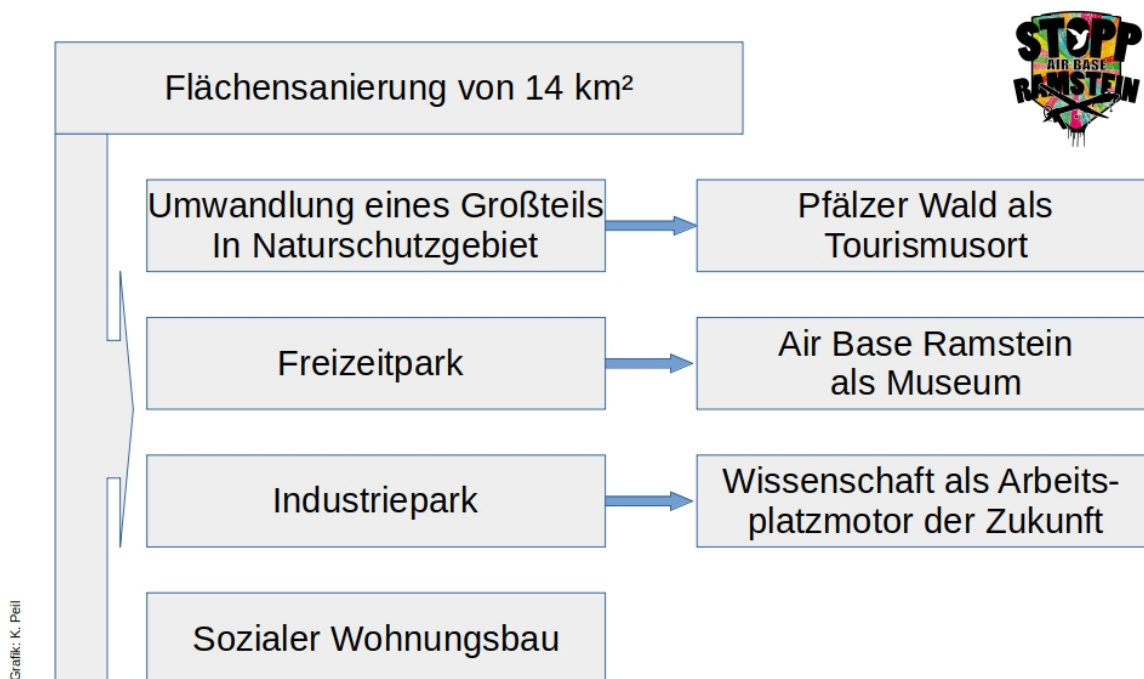 STOPP
AIR BASE
RAMSTEIN
Flächensanierung von 14 km²
Umwandlung eines Großteils
In Naturschutzgebiet
Pfälzer Wald als
Tourismusort
Freizeitpark
Air Base Ramstein
als Museum
Industriepark
Wissenschaft als Arbeits-
platzmotor der Zukunft
Sozialer Wohnungsbau
Grafik: K. Peil